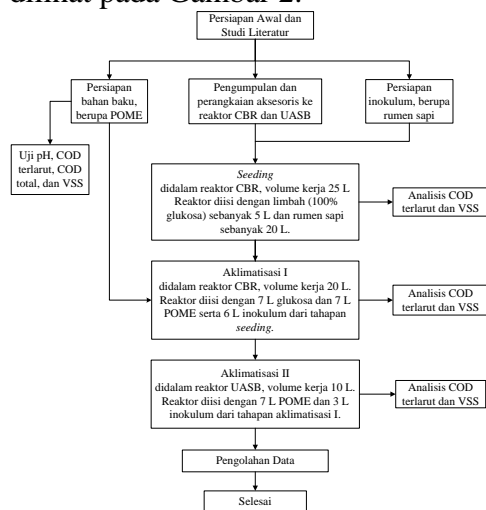 dilihat pada Gambar 2.
Persiapan Awal dan
Studi Literatur
Persiapan
bahan baku,
berupa POME
Pengumpulan dan
perangkaian aksesoris ke
reaktor CBR dan UASB
Persiapan
inokulum, berupa
rumen sapi
Uji pH, COD
terlarut, COD
total, dan VSS
Seeding
didalam reaktor CBR, volume kerja 25 L
Reaktor diisi dengan limbah (100%
glukosa) sebanyak 5 L dan rumen sapi
sebanyak 20 L.
Analisis COD
terlarut dan VSS
Aklimatisasi I
didalam reaktor CBR, volume kerja 20 L.
Reaktor diisi dengan 7 L glukosa dan 7 L
POME serta 6 L inokulum dari tahapan
seeding.
Analisis COD
terlarut dan VSS
Aklimatisasi II
didalam reaktor UASB, volume kerja 10 L.
Reaktor diisi dengan 7 L POME dan 3 L
inokulum dari tahapan aklimatisasi I.
Analisis COD
terlarut dan VSS
Pengolahan Data
Selesai